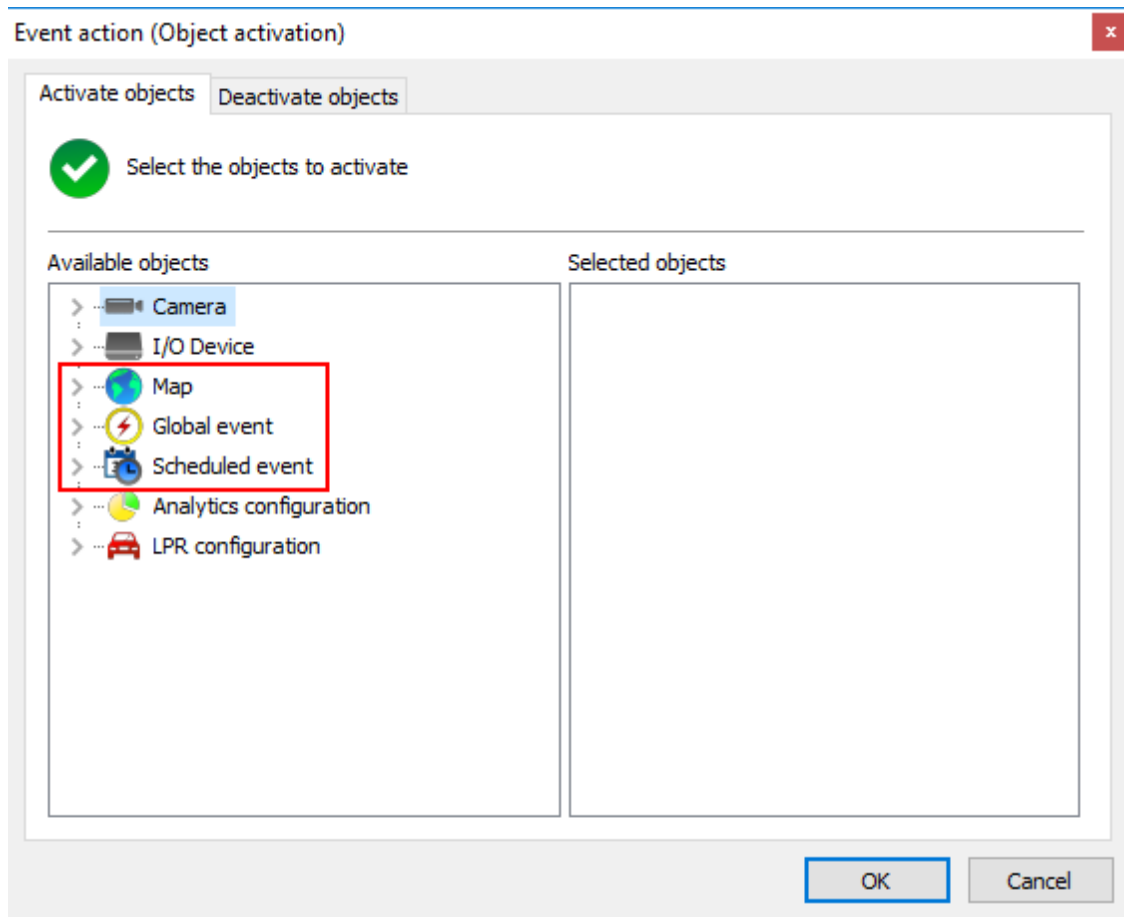 Event action (Object activation)
x
Activate objects
Deactivate objects
Select the objects to activate
Available objects
Selected objects
Camera
I/O Device
Map
Global event
Scheduled event
Analytics configuration
LPR configuration
OK
Cancel